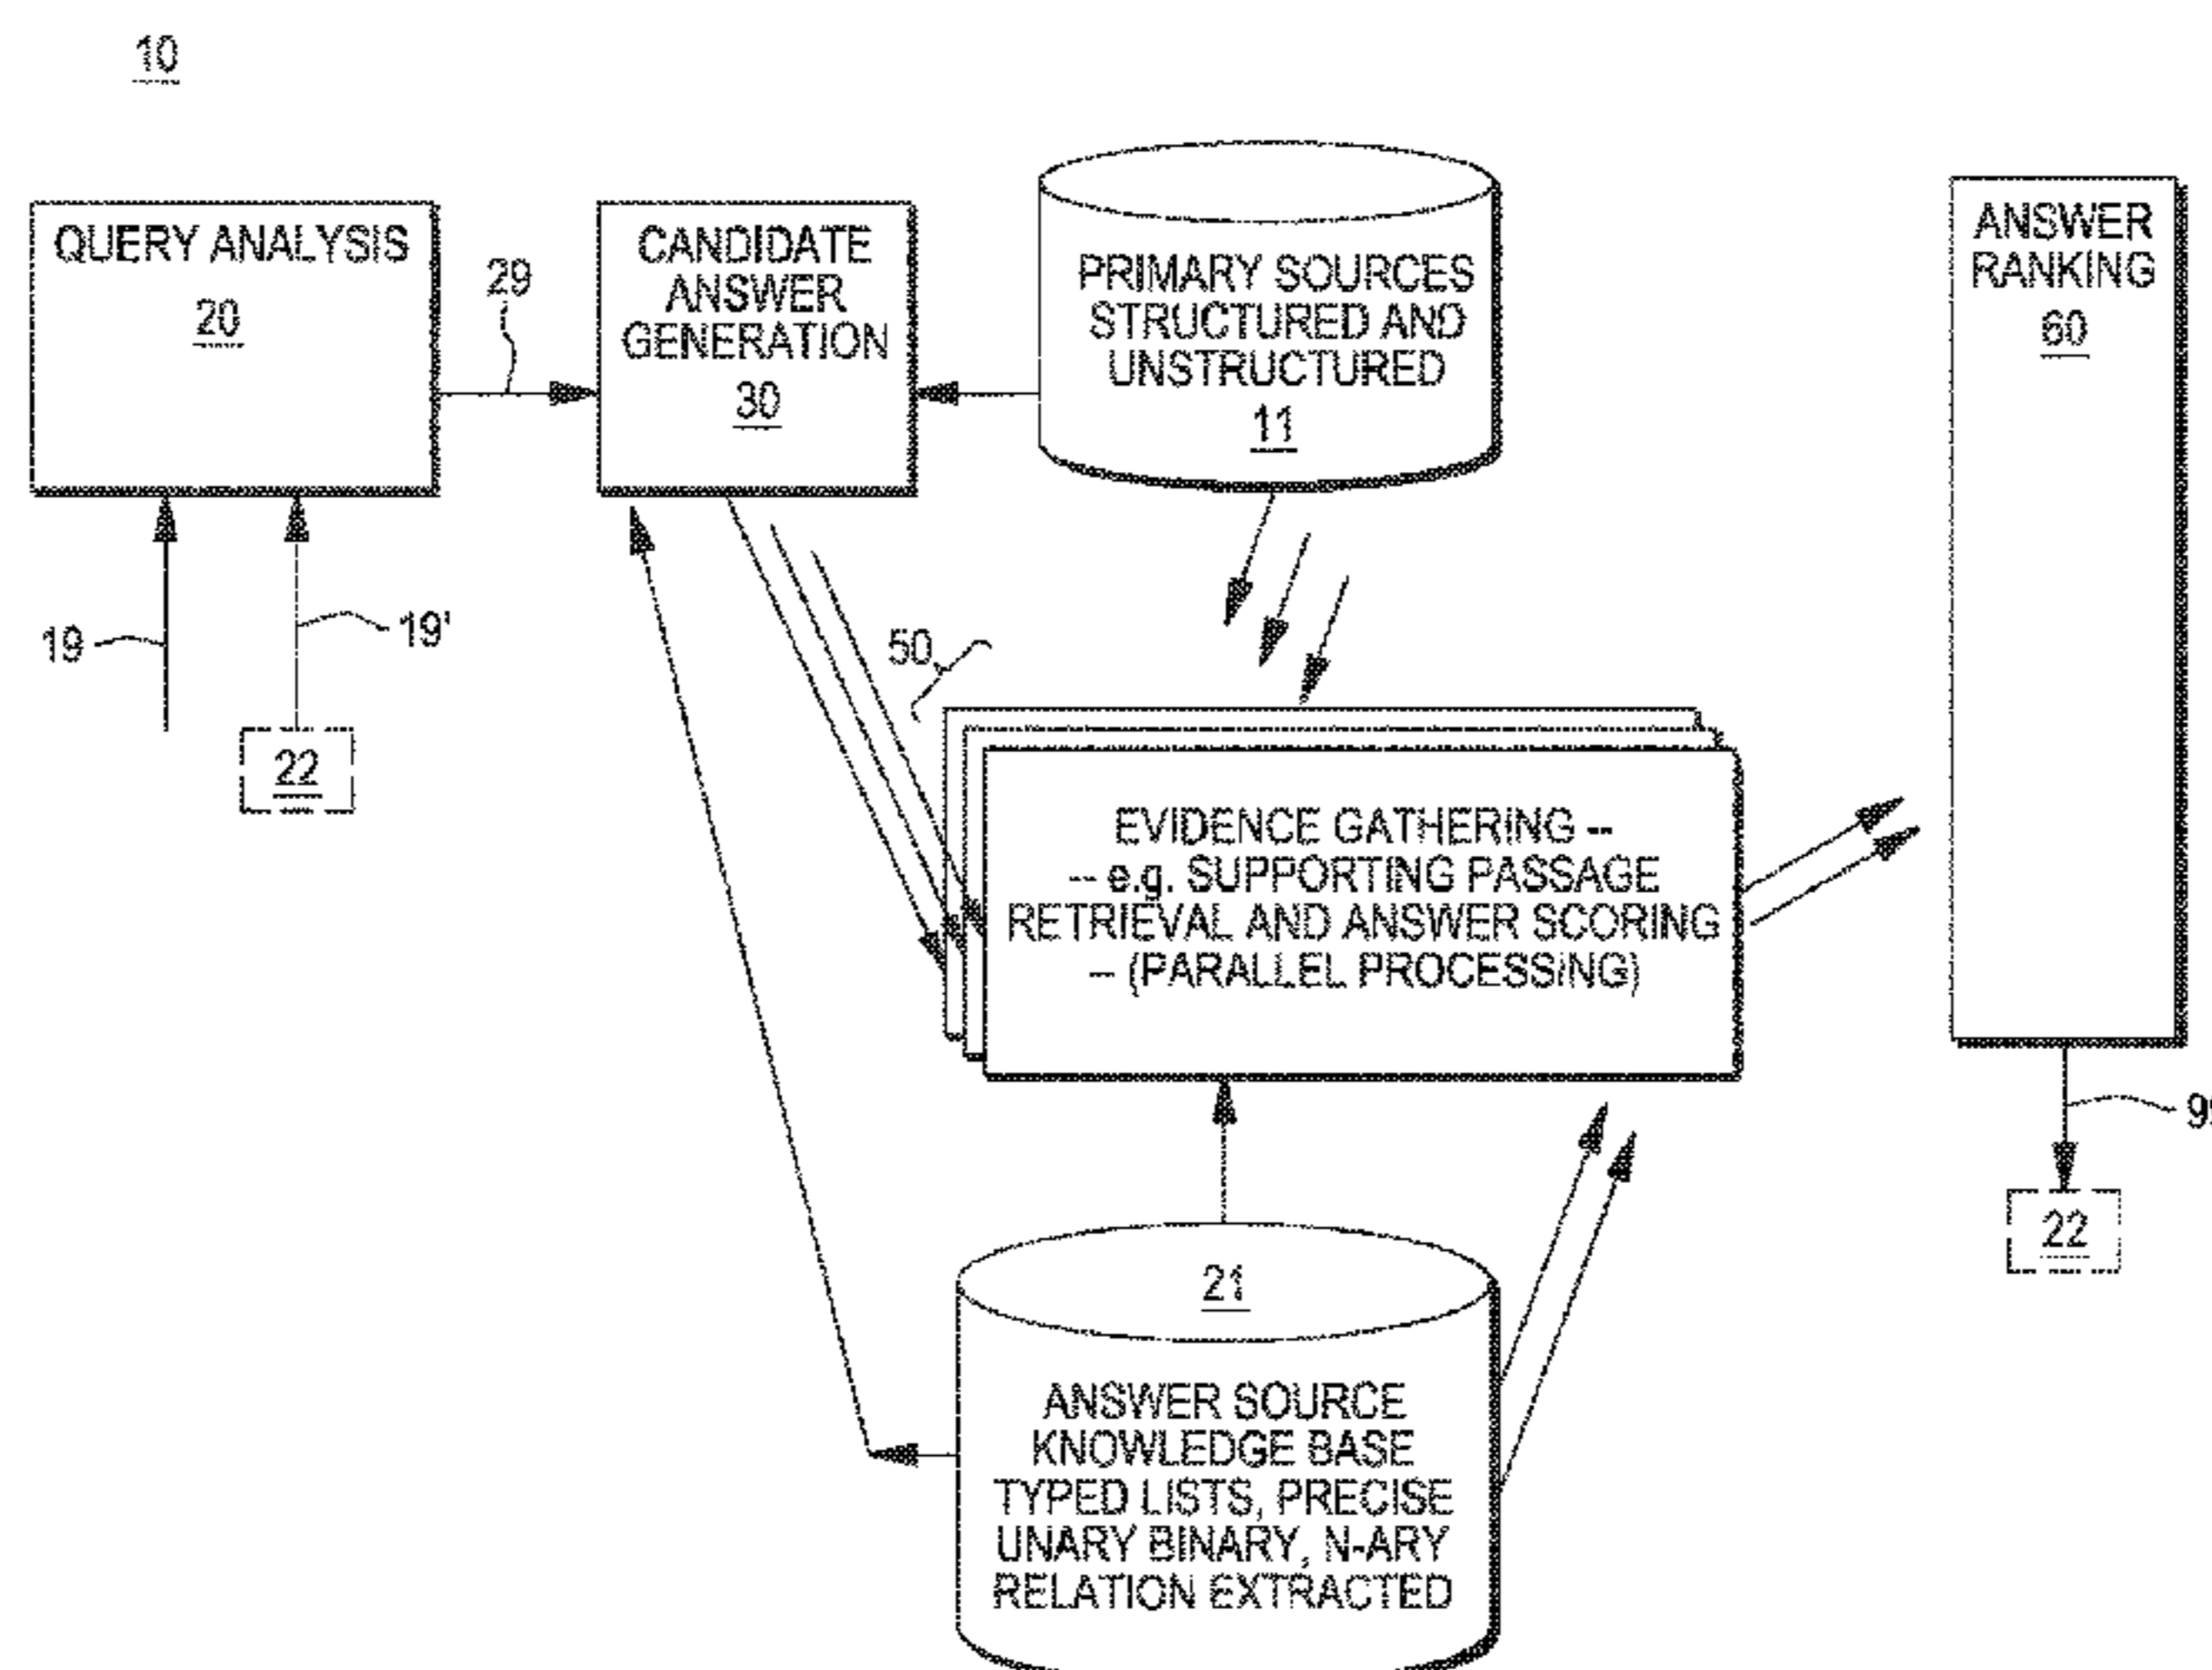 10
QUERY ANALYSIS
20
29
CANDIDATE
ANSWER
GENERATION
30
PRIMARY SOURCES
STRUCTURED AND
UNSTRUCTURED
11
ANSWER
RANKING
60
19
19'
22
50
EVIDENCE GATHERING --
-- e.g. SUPPORTING PASSAGE
RETRIEVAL AND ANSWER SCORING
-- (PARALLEL PROCESSING)
22
21
ANSWER SOURCE
KNOWLEDGE BASE
TYPED LISTS, PRECISE
UNARY BINARY, N-ARY
RELATION EXTRACTED